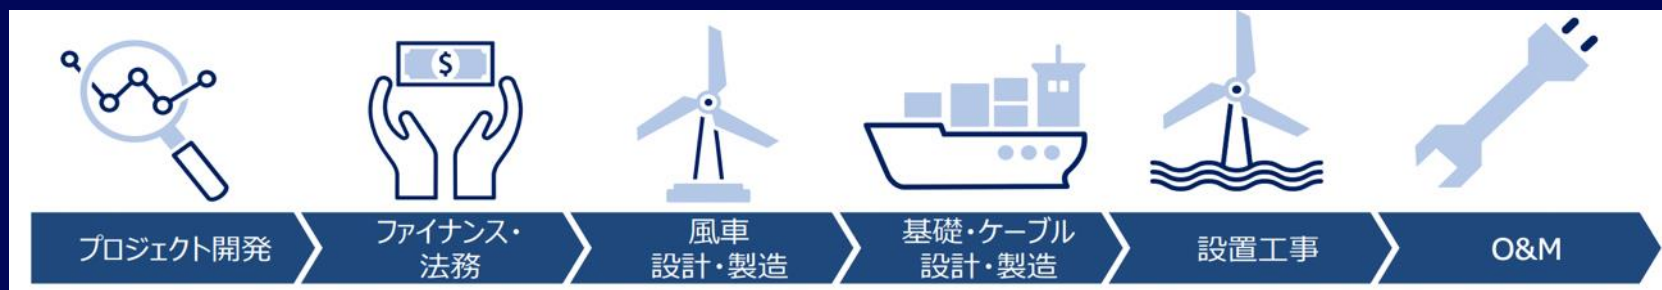 $
プロジェクト開発
ファイナンス・
法務
風車
設計・製造
基礎・ケーブル
設計・製造
設置工事
O&M